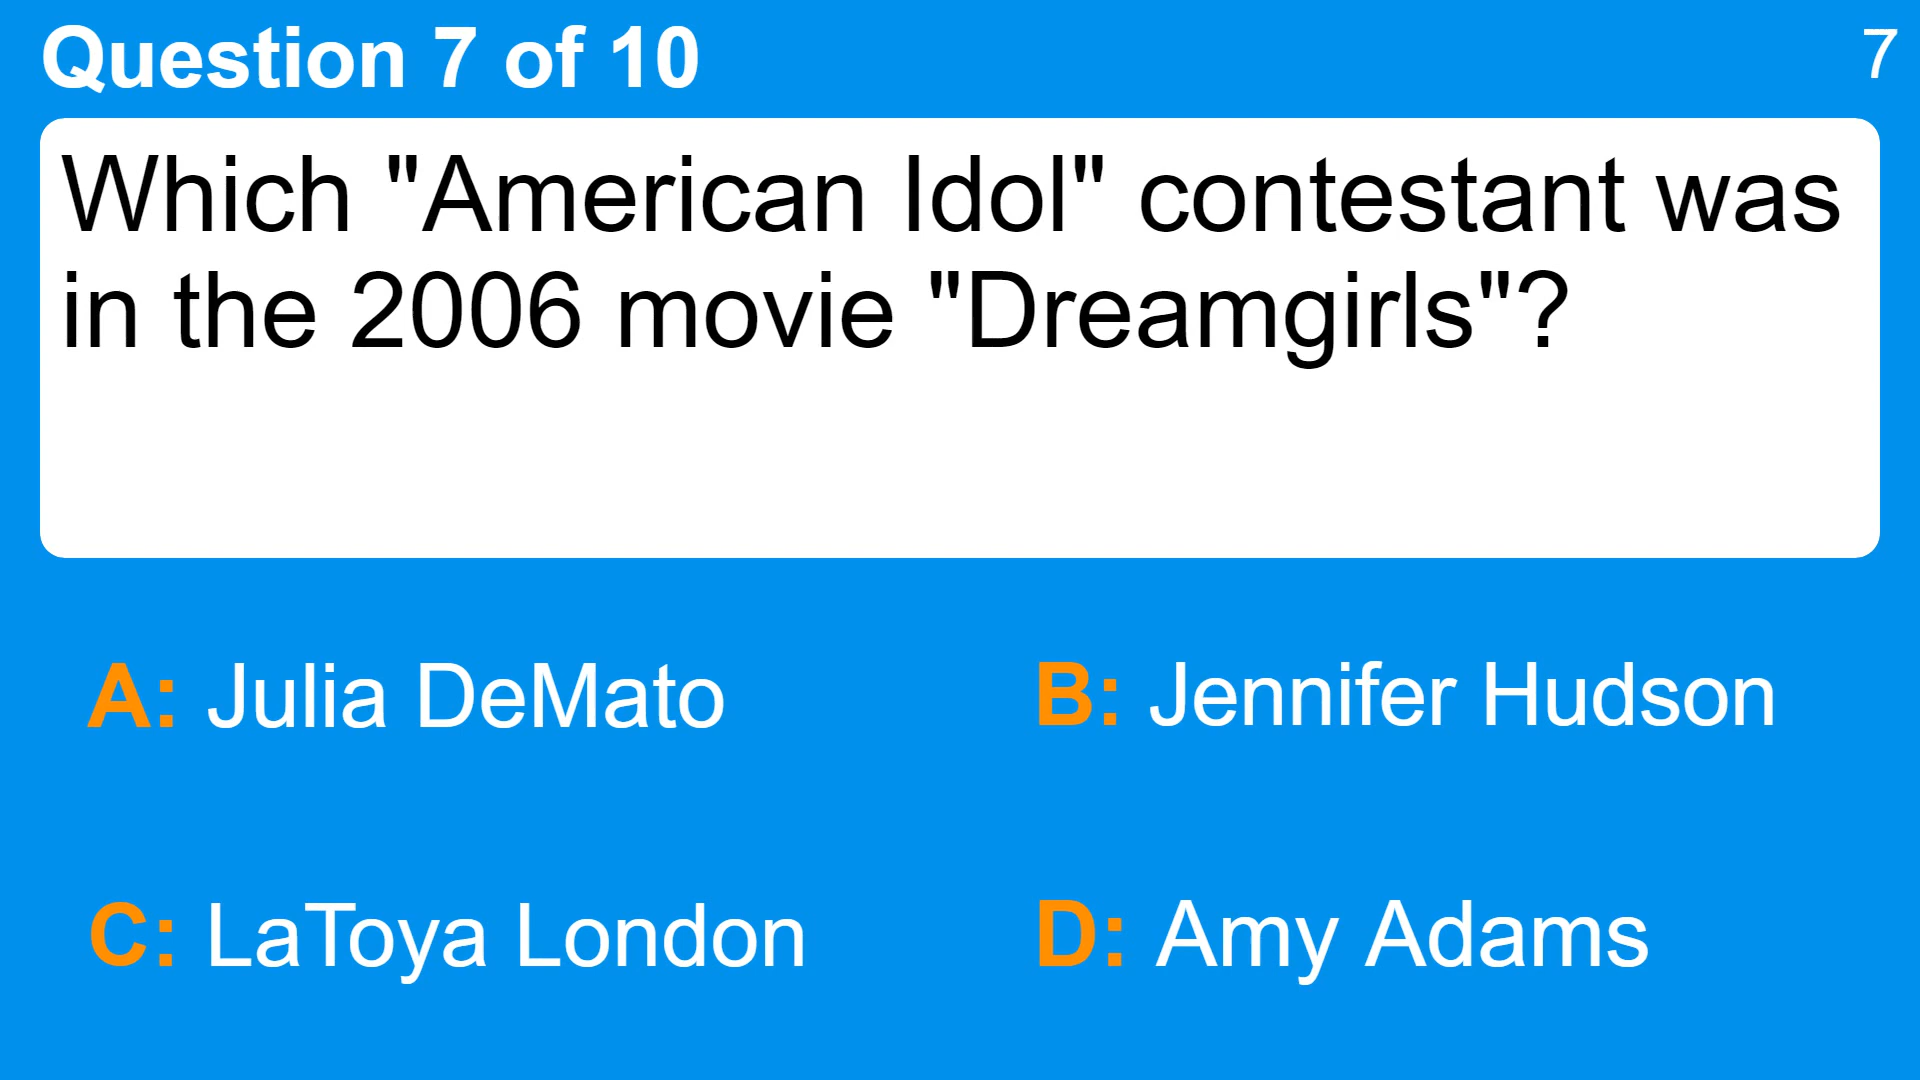 Question 7 of 10
7
Which "American Idol" contestant was
in the 2006 movie "Dreamgirls"?
A: Julia DeMato
B: Jennifer Hudson
C: LaToya London
D: Amy Adams